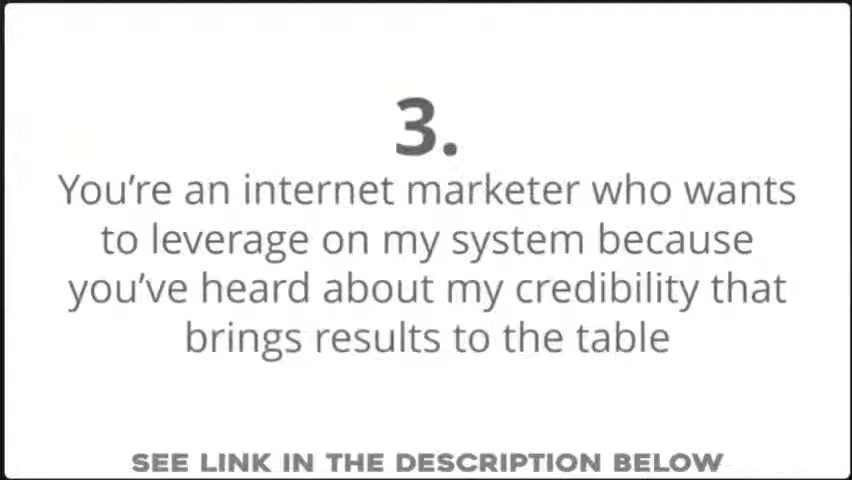 3.
You’re an internet marketer who wants
to leverage on my system because
you’ve heard about my credibility that
brings results to the table
SEE LINK IN THE DESCRIPTION BELOW